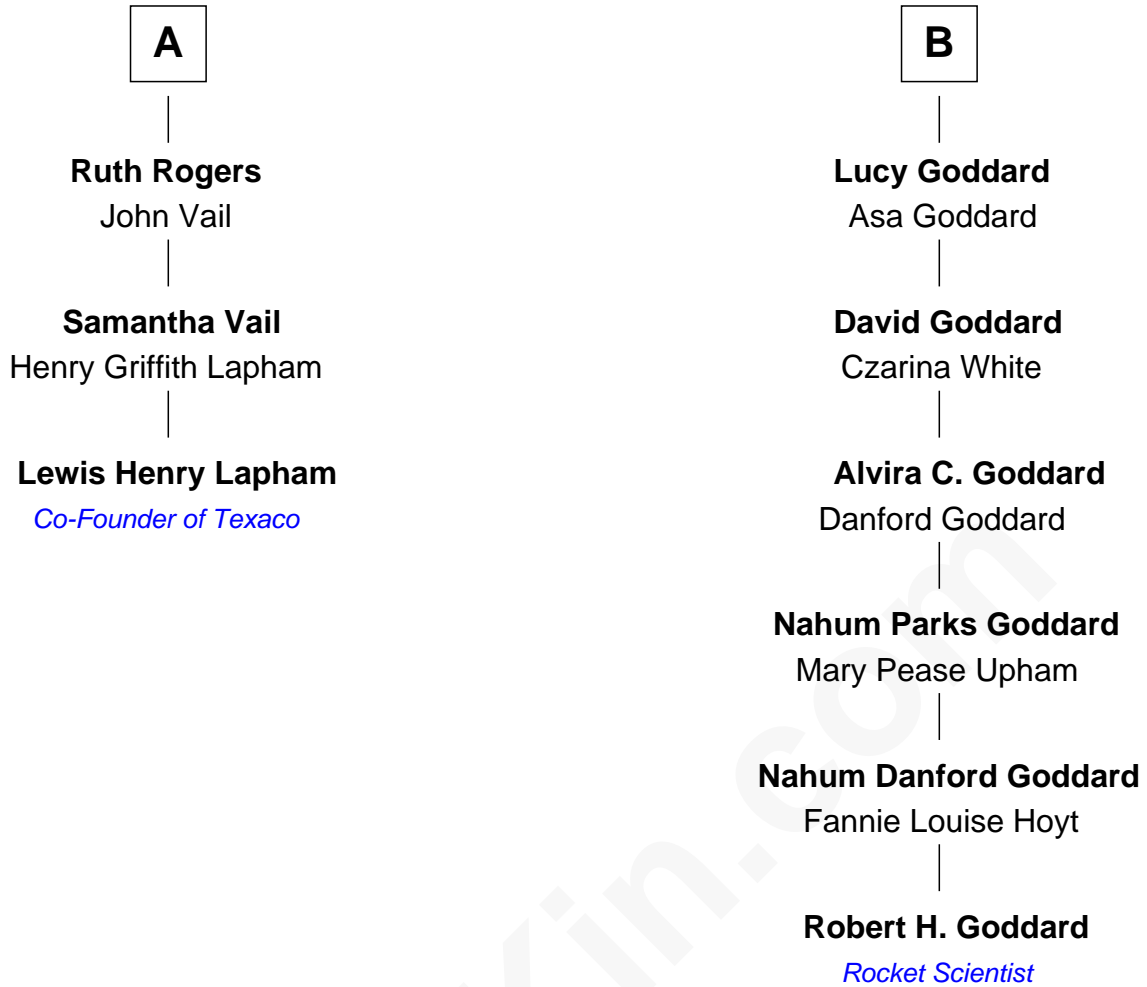 A
Ruth Rogers
John Vail
Samantha Vail
Henry Griffith Lapham
Lewis Henry Lapham
Co-Founder of Texaco
B
Lucy Goddard
Asa Goddard
David Goddard
Czarina White
Alvira C. Goddard
Danford Goddard
Nahum Parks Goddard
Mary Pease Upham
Nahum Danford Goddard
Fannie Louise Hoyt
Robert H. Goddard
Rocket Scientist
Kin.com